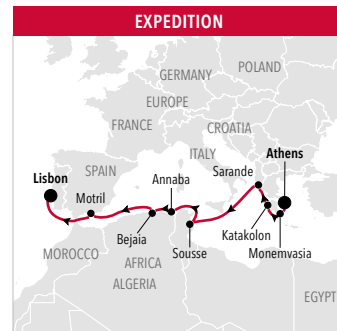 EXPEDITION
POLAND
GERMANY
EUROPE
FRANCE
CROATIA
ITALY
Athens
SPAIN
Lisbon
Annaba
Sarande
Motril
Bejaia
Katakolon
Sousse
Monemvasia
MOROCCO
AFRICA
ALGERIA
EGYPT